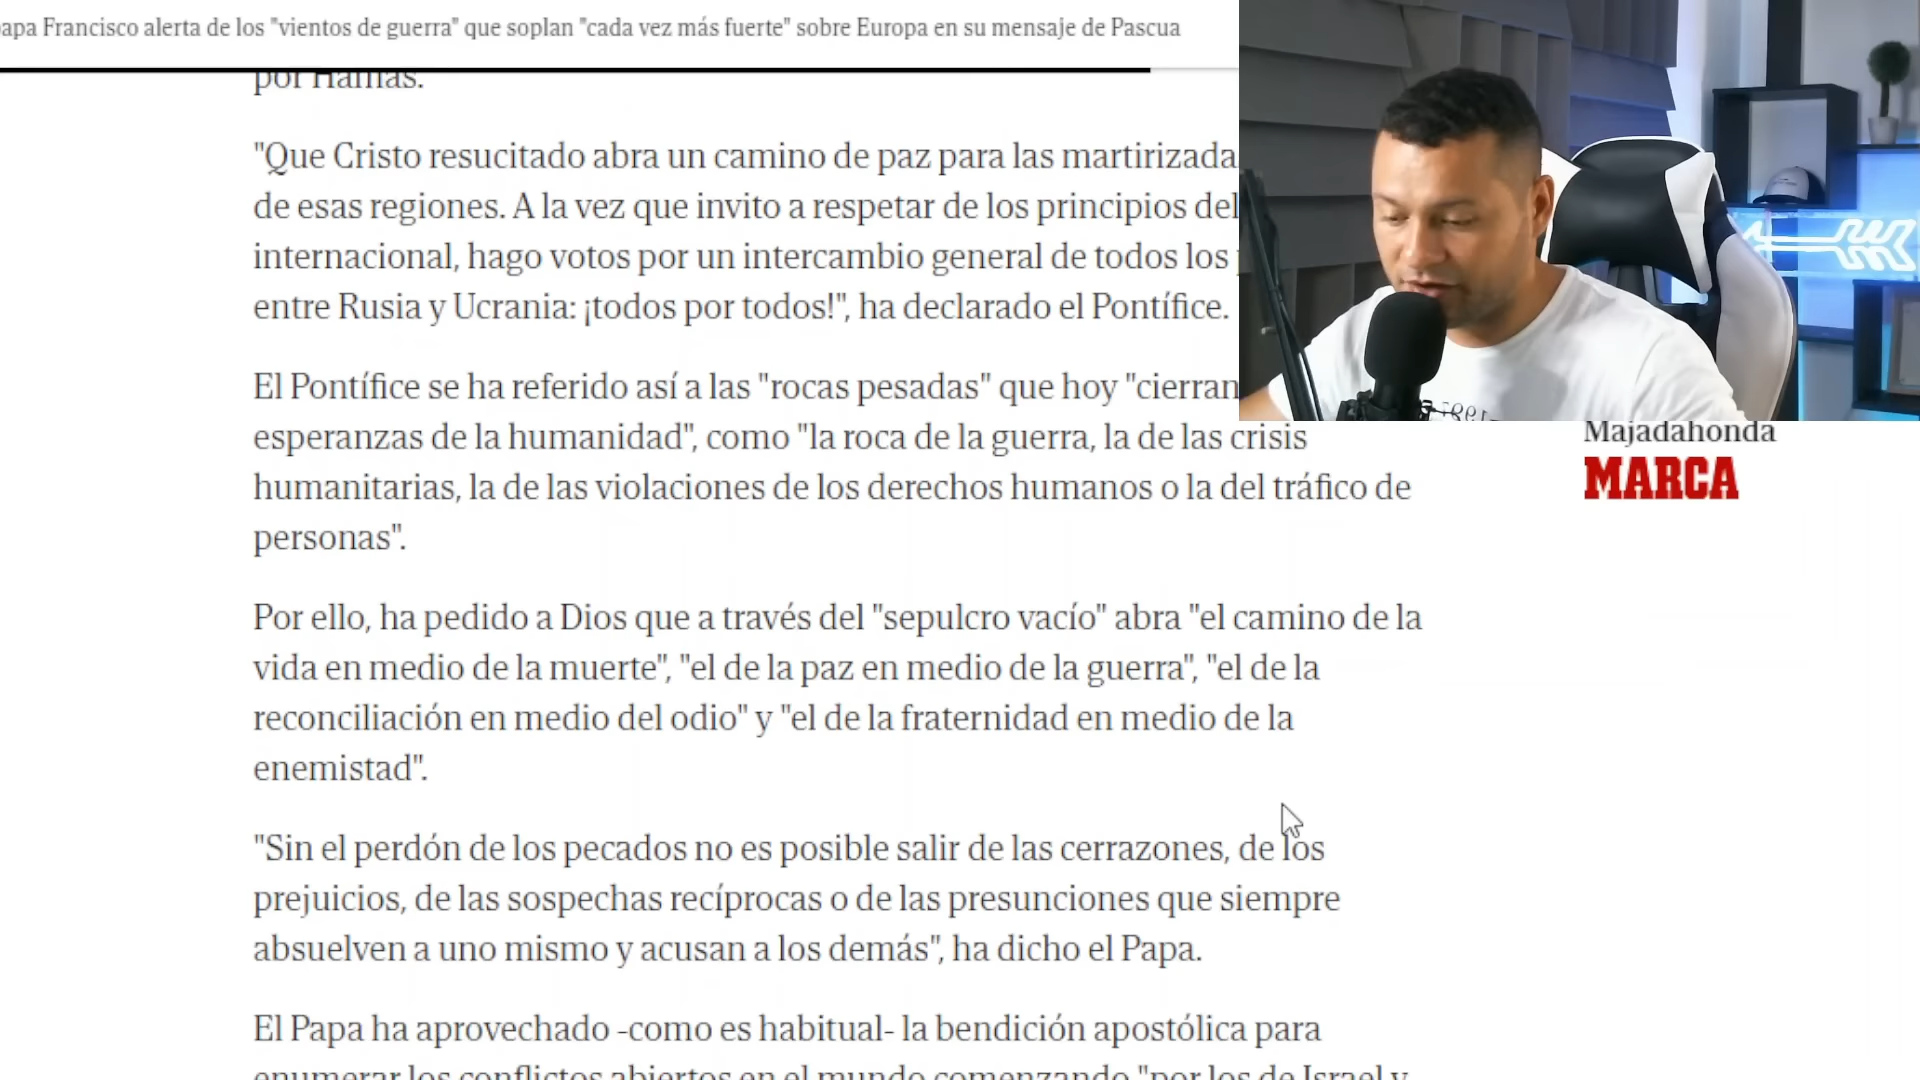 apa Francisco alerta de los "vientos de guerra" que soplan "cada vez más fuerte" sobre Europa en su mensaje de Pascua
por Hamas.
"Que Cristo resucitado abra un camino de paz para las martirizada
de esas regiones. A la vez que invito a respetar de los principios del
internacional, hago votos por un intercambio general de todos los
entre Rusia y Ucrania: ¡todos por todos!", ha declarado el Pontífice.
El Pontífice se ha referido así a las "rocas pesadas" que hoy "cierran
esperanzas de la humanidad", como "la roca de la guerra, la de las crisis
humanitarias, la de las violaciones de los derechos humanos o la del tráfico de
personas".
Majadahonda
MARCA
Por ello, ha pedido a Dios que a través del "sepulcro vacío" abra "el camino de la
vida en medio de la muerte", "el de la paz en medio de la guerra", "el de la
reconciliación en medio del odio" y "el de la fraternidad en medio de la
enemistad".
"Sin el perdón de los pecados no es posible salir de las cerrazones, de los
prejuicios, de las sospechas recíprocas o de las presunciones que siempre
absuelven a uno mismo y acusan a los demás", ha dicho el Papa.
El Papa ha aprovechado -como es habitual- la bendición apostólica para
enumerar los conflictos abiertos en el mundo comenzando "por los de Israel y